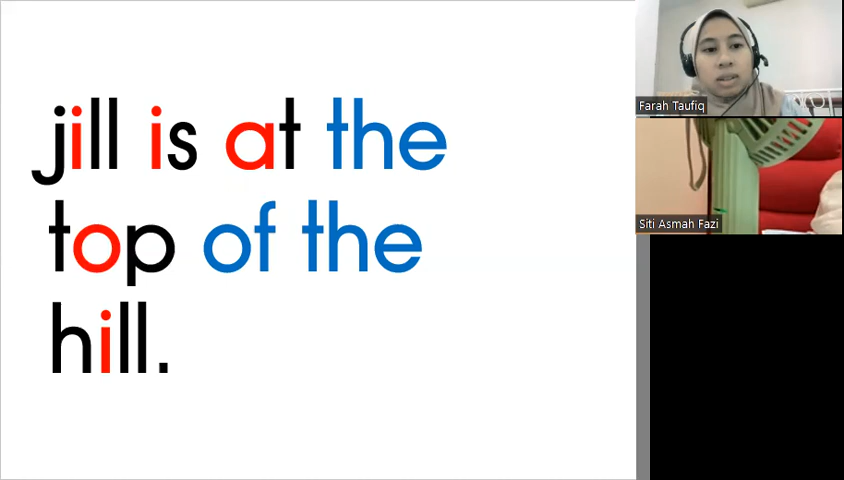 jill is at the
top of the
hill.
Farah Taufiq
Siti Asmah Fazi